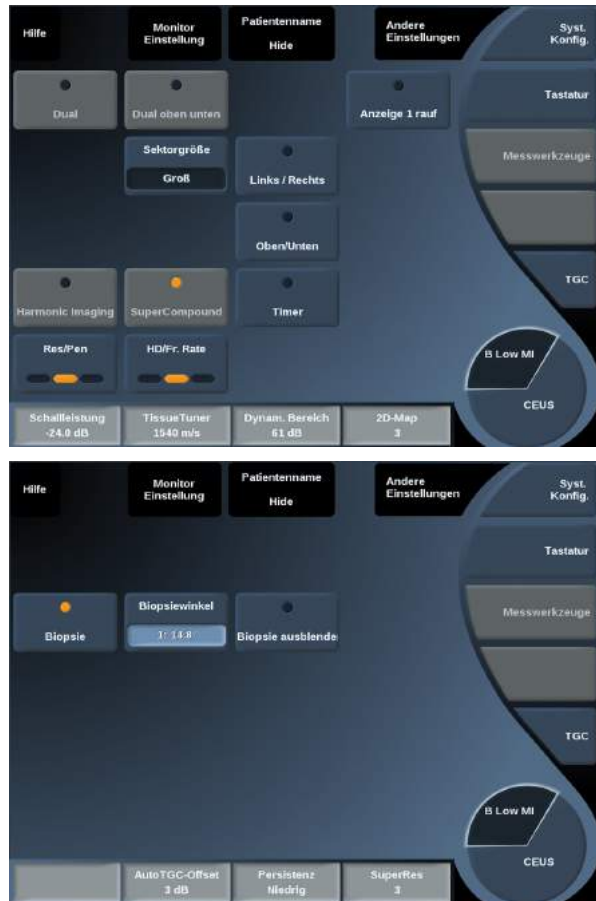 Hilfe
Monitor
Einstellung
Patientenname
Hide
Andere
Einstellungen
Syst.
Konfig.
Dual
Dual oben unten
Anzeige 1 rauf
Tastatur
Sektorgröße
Groß
Links / Rechts
Messwerkzeuge
Oben/Unten
Harmonic Imaging
SuperCompound
Timer
TGC
Res/Pen
HD/Fr. Rate
B Low MI
CEUS
Schallleistung
-24.0 dB
TissueTuner
1540 m/s
Dynam. Bereich
61 dB
2D-Map
3
Hilfe
Monitor
Einstellung
Patientenname
Hide
Andere
Einstellungen
Syst.
Konfig.
Tastatur
Biopsie
Biopsiewinkel
1: 14.8
Biopsie ausblende
Messwerkzeuge
TGC
B Low MI
CEUS
AutoTGC-Offset
3 dB
Persistenz
Niedrig
SuperRes
3